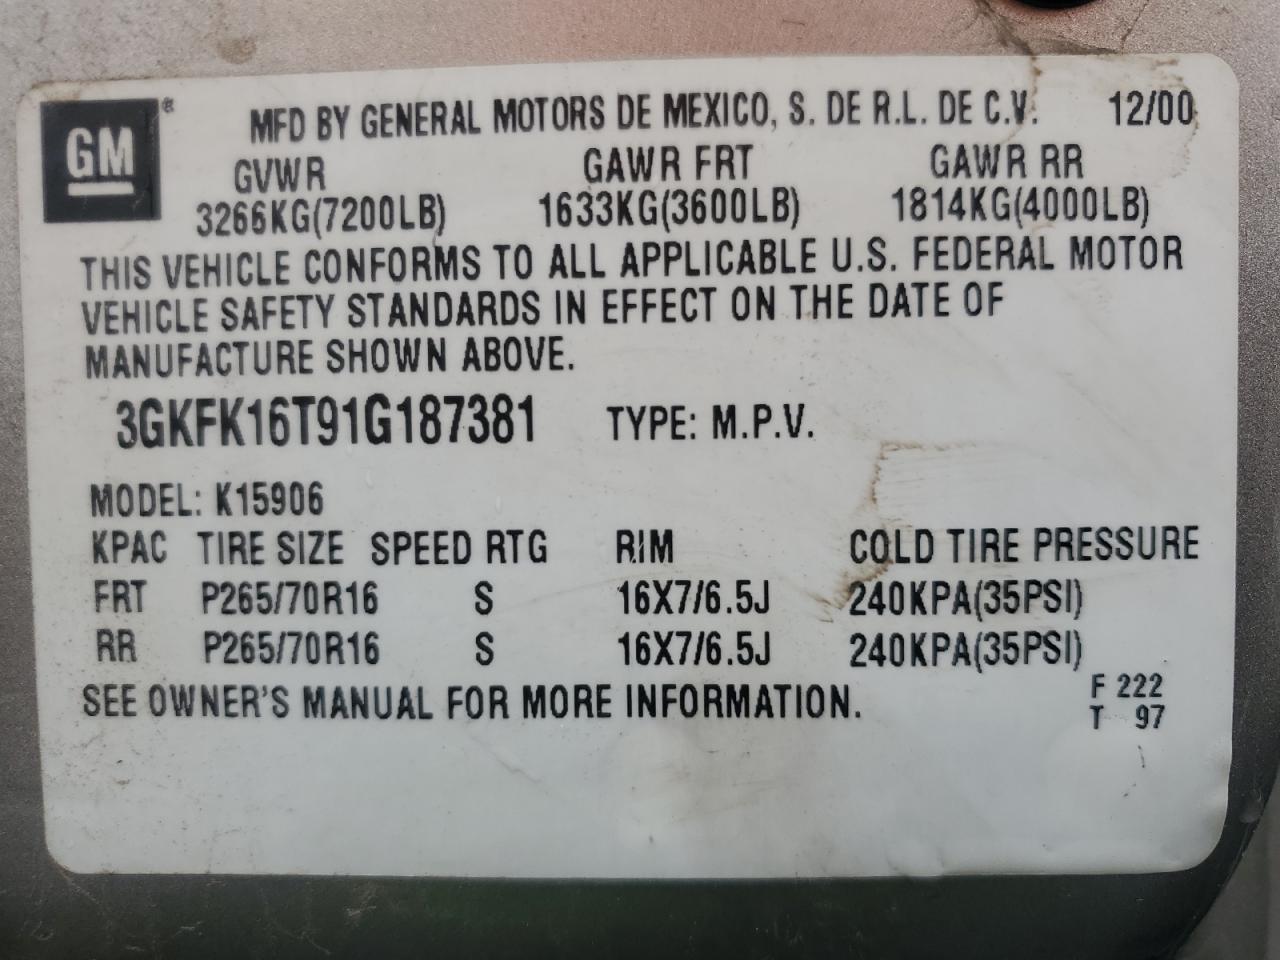 GM ®
MFD BY GENERAL MOTORS DE MEXICO, S. DE R.L. DE C.V. 12/00
GVWR GAWR FRT GAWR RR
3266KG(7200LB) 1633KG(3600LB) 1814KG(4000LB)
THIS VEHICLE CONFORMS TO ALL APPLICABLE U.S. FEDERAL MOTOR
VEHICLE SAFETY STANDARDS IN EFFECT ON THE DATE OF
MANUFACTURE SHOWN ABOVE.
3GKFK16T91G187381 TYPE: M.P.V.
MODEL: K15906
KPAC TIRE SIZE SPEED RTG RIM COLD TIRE PRESSURE
FRT P265/70R16 S 16X7/6.5J 240KPA(35PSI)
RR P265/70R16 S 16X7/6.5J 240KPA(35PSI)
SEE OWNER'S MANUAL FOR MORE INFORMATION.
F 222
T 97